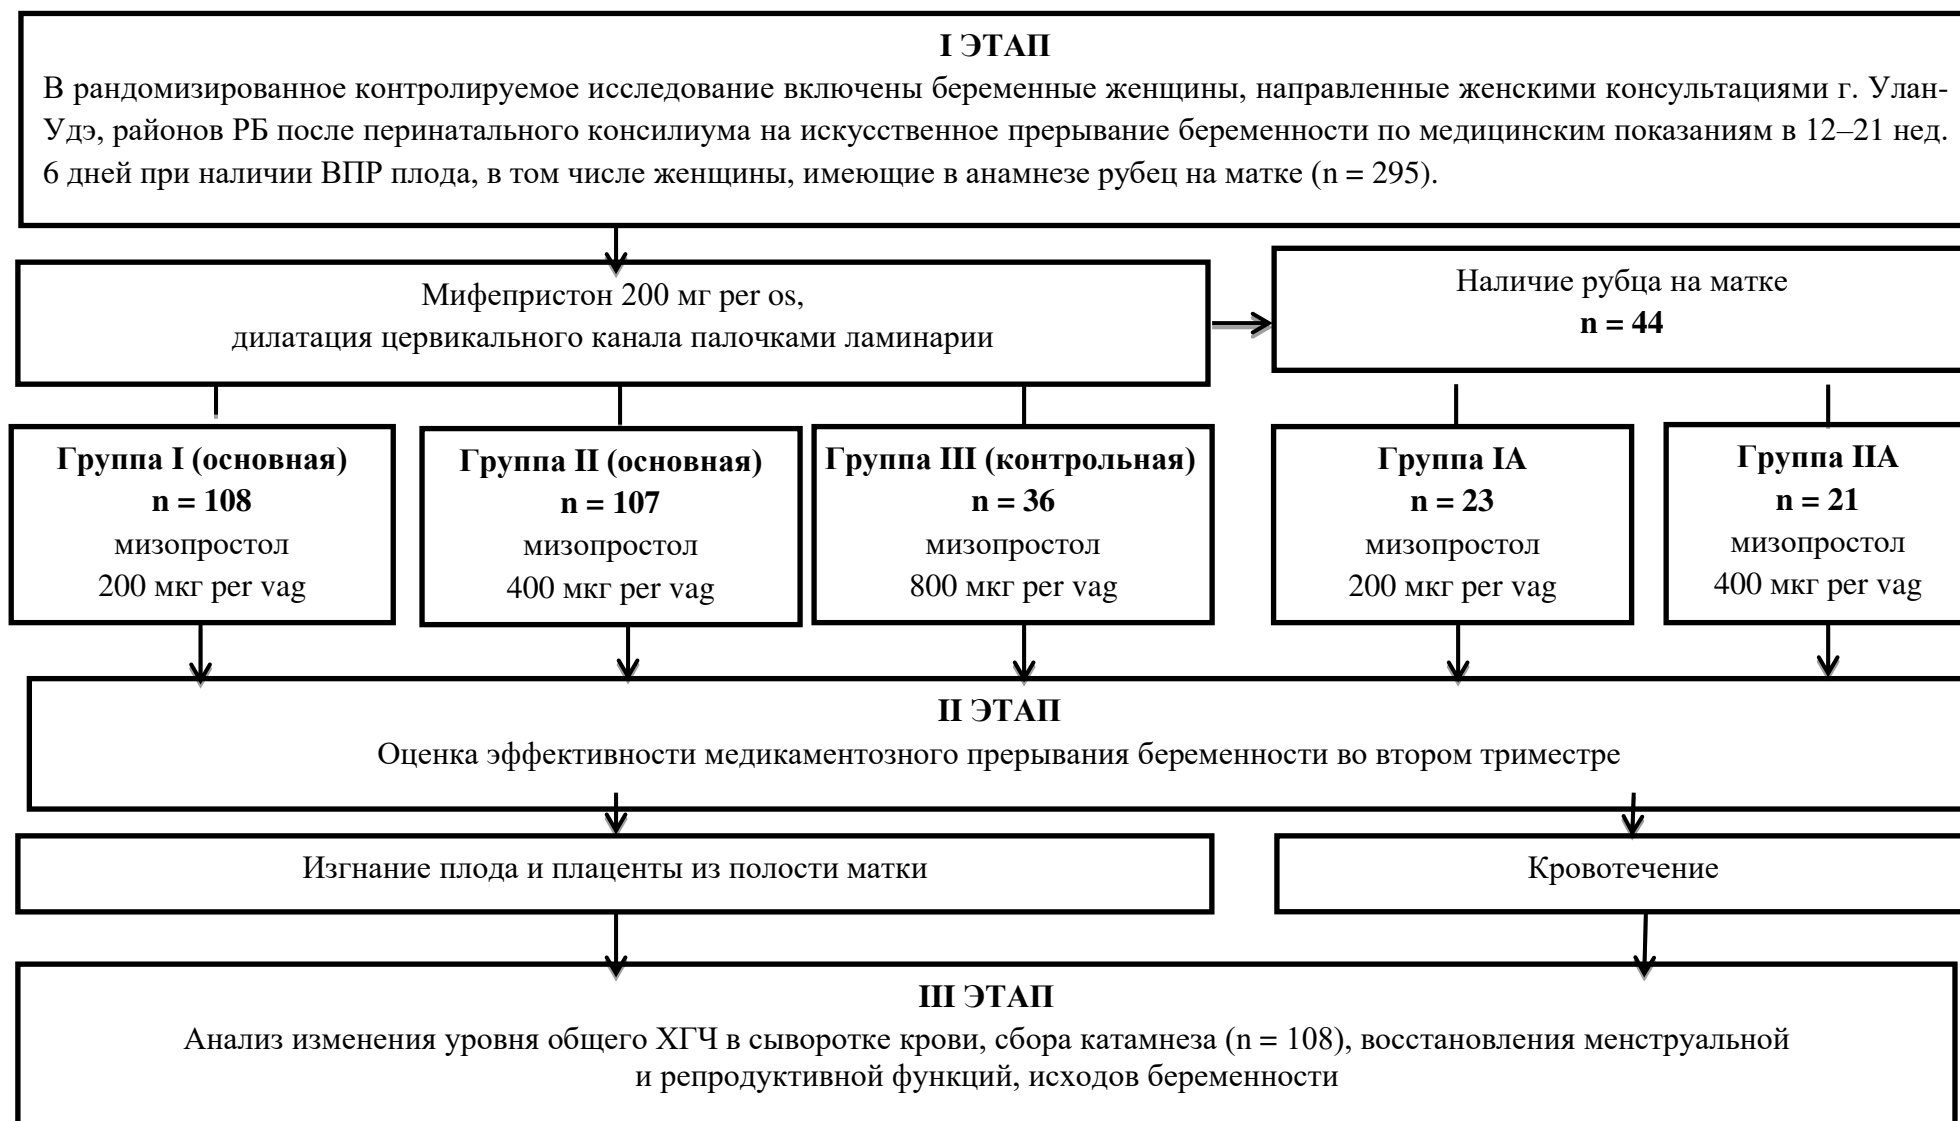 I ЭТАП
В рандомизированное контролируемое исследование включены беременные женщины, направленные женскими консультациями г. Улан-
Удэ, районов РБ после перинатального консилиума на искусственное прерывание беременности по медицинским показаниям в 12–21 нед.
6 дней при наличии ВПР плода, в том числе женщины, имеющие в анамнезе рубец на матке (n = 295).
Мифепристон 200 мг per os,
дилатация цервикального канала палочками ламинарии
Наличие рубца на матке
n = 44
Группа I (основная)
n = 108
мизопростол
200 мкг per vag
Группа II (основная)
n = 107
мизопростол
400 мкг per vag
Группа III (контрольная)
n = 36
мизопростол
800 мкг per vag
Группа IA
n = 23
мизопростол
200 мкг per vag
Группа IIA
n = 21
мизопростол
400 мкг per vag
II ЭТАП
Оценка эффективности медикаментозного прерывания беременности во втором триместре
Изгнание плода и плаценты из полости матки
Кровотечение
III ЭТАП
Анализ изменения уровня общего ХГЧ в сыворотке крови, сбора катамнеза (n = 108), восстановления менструальной
и репродуктивной функций, исходов беременности